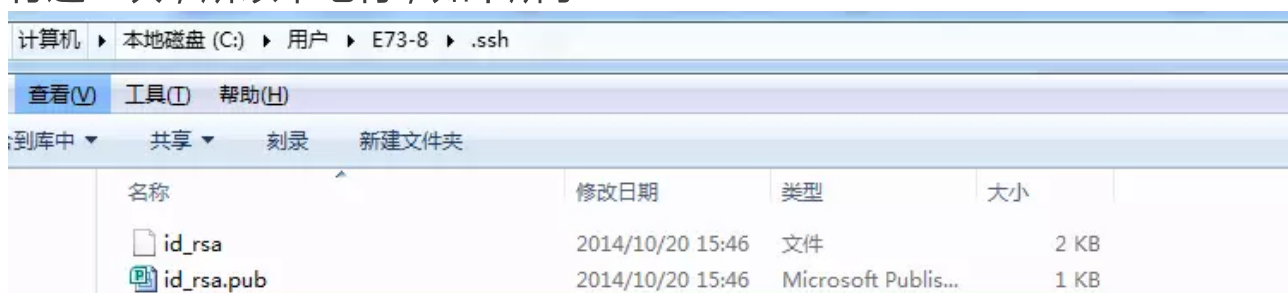 计算机 ▸ 本地磁盘 (C:) ▸ 用户 ▸ E73-8 ▸ .ssh
查看(V) 工具(T) 帮助(H)
到库中 ▼ 共享 ▼ 刻录 新建文件夹
名称 修改日期 类型 大小
id_rsa 2014/10/20 15:46 文件 2 KB
id_rsa.pub 2014/10/20 15:46 Microsoft Publis... 1 KB